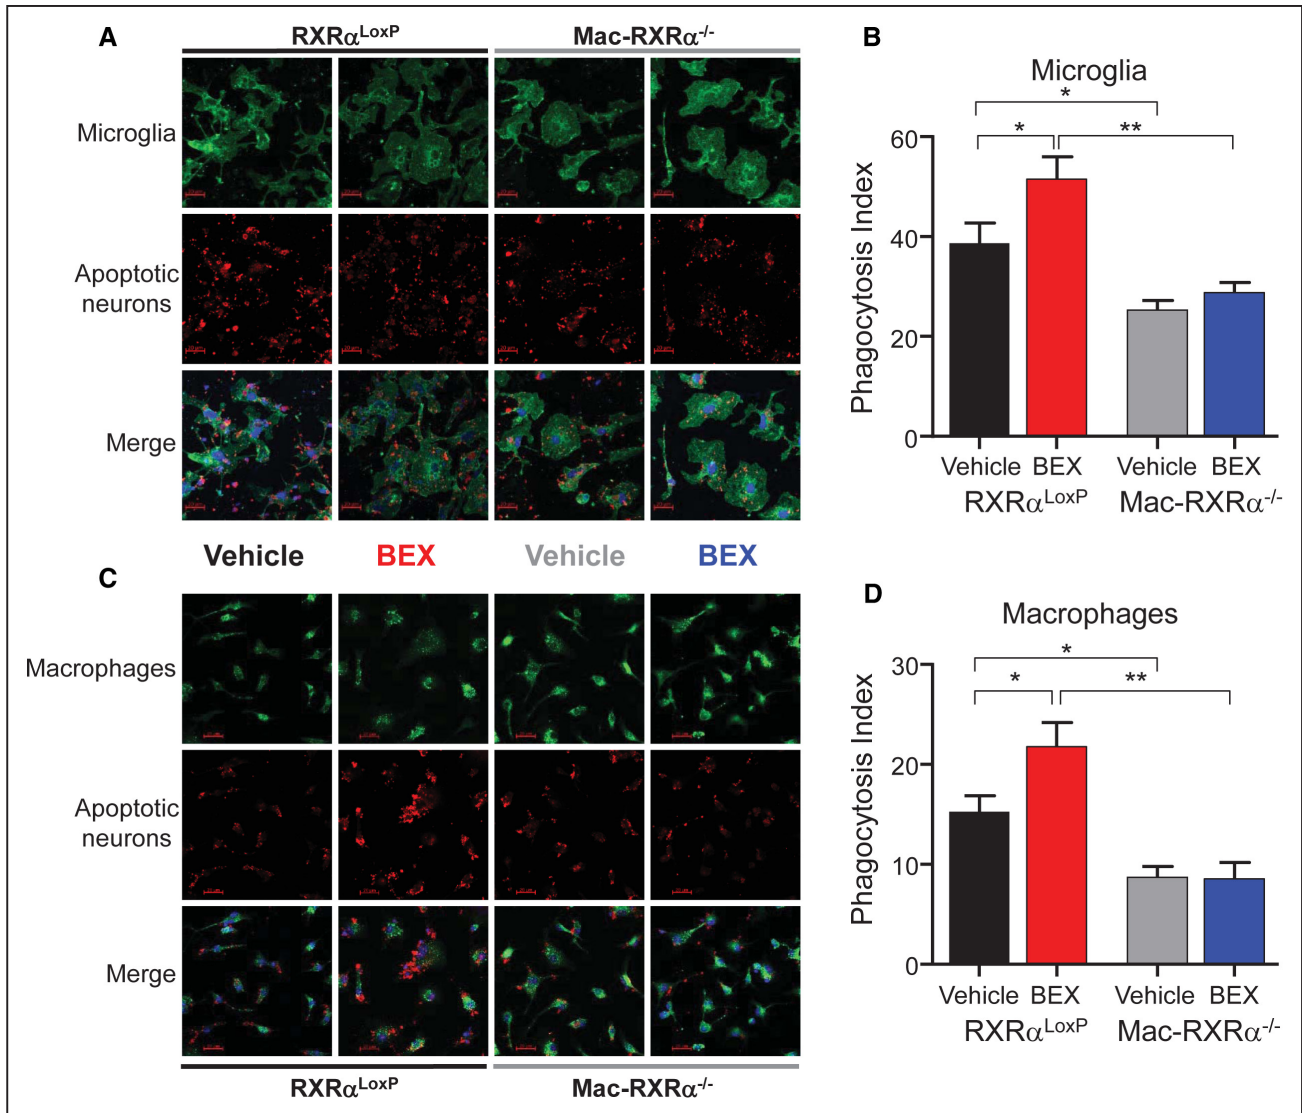 A
RXRα^LoxP
Mac-RXRα^-/-
Microglia
Apoptotic
neurons
Merge
Vehicle
BEX
Vehicle
BEX
B
Microglia
*
*
**
Phagocytosis Index
60
40
20
0
Vehicle
BEX
Vehicle
BEX
RXRα^LoxP
Mac-RXRα^-/-
C
Macrophages
Apoptotic
neurons
Merge
RXRα^LoxP
Mac-RXRα^-/-
D
Macrophages
*
*
**
Phagocytosis Index
30
20
10
0
Vehicle
BEX
Vehicle
BEX
RXRα^LoxP
Mac-RXRα^-/-